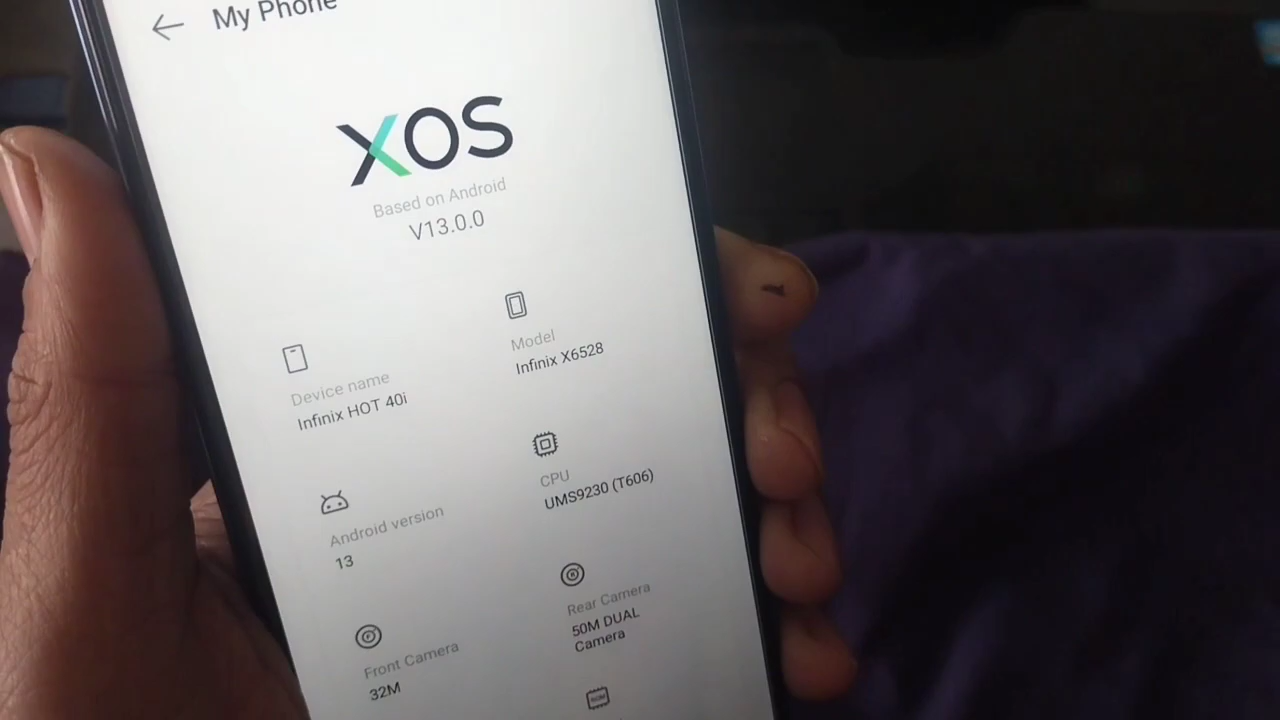 My Phone
XOS
Based on Android
V13.0.0
Device name
Infinix HOT 40i
Model
Infinix X6528
Android version
13
CPU
UMS9230 (T606)
Front Camera
32M
Rear Camera
50M DUAL
Camera